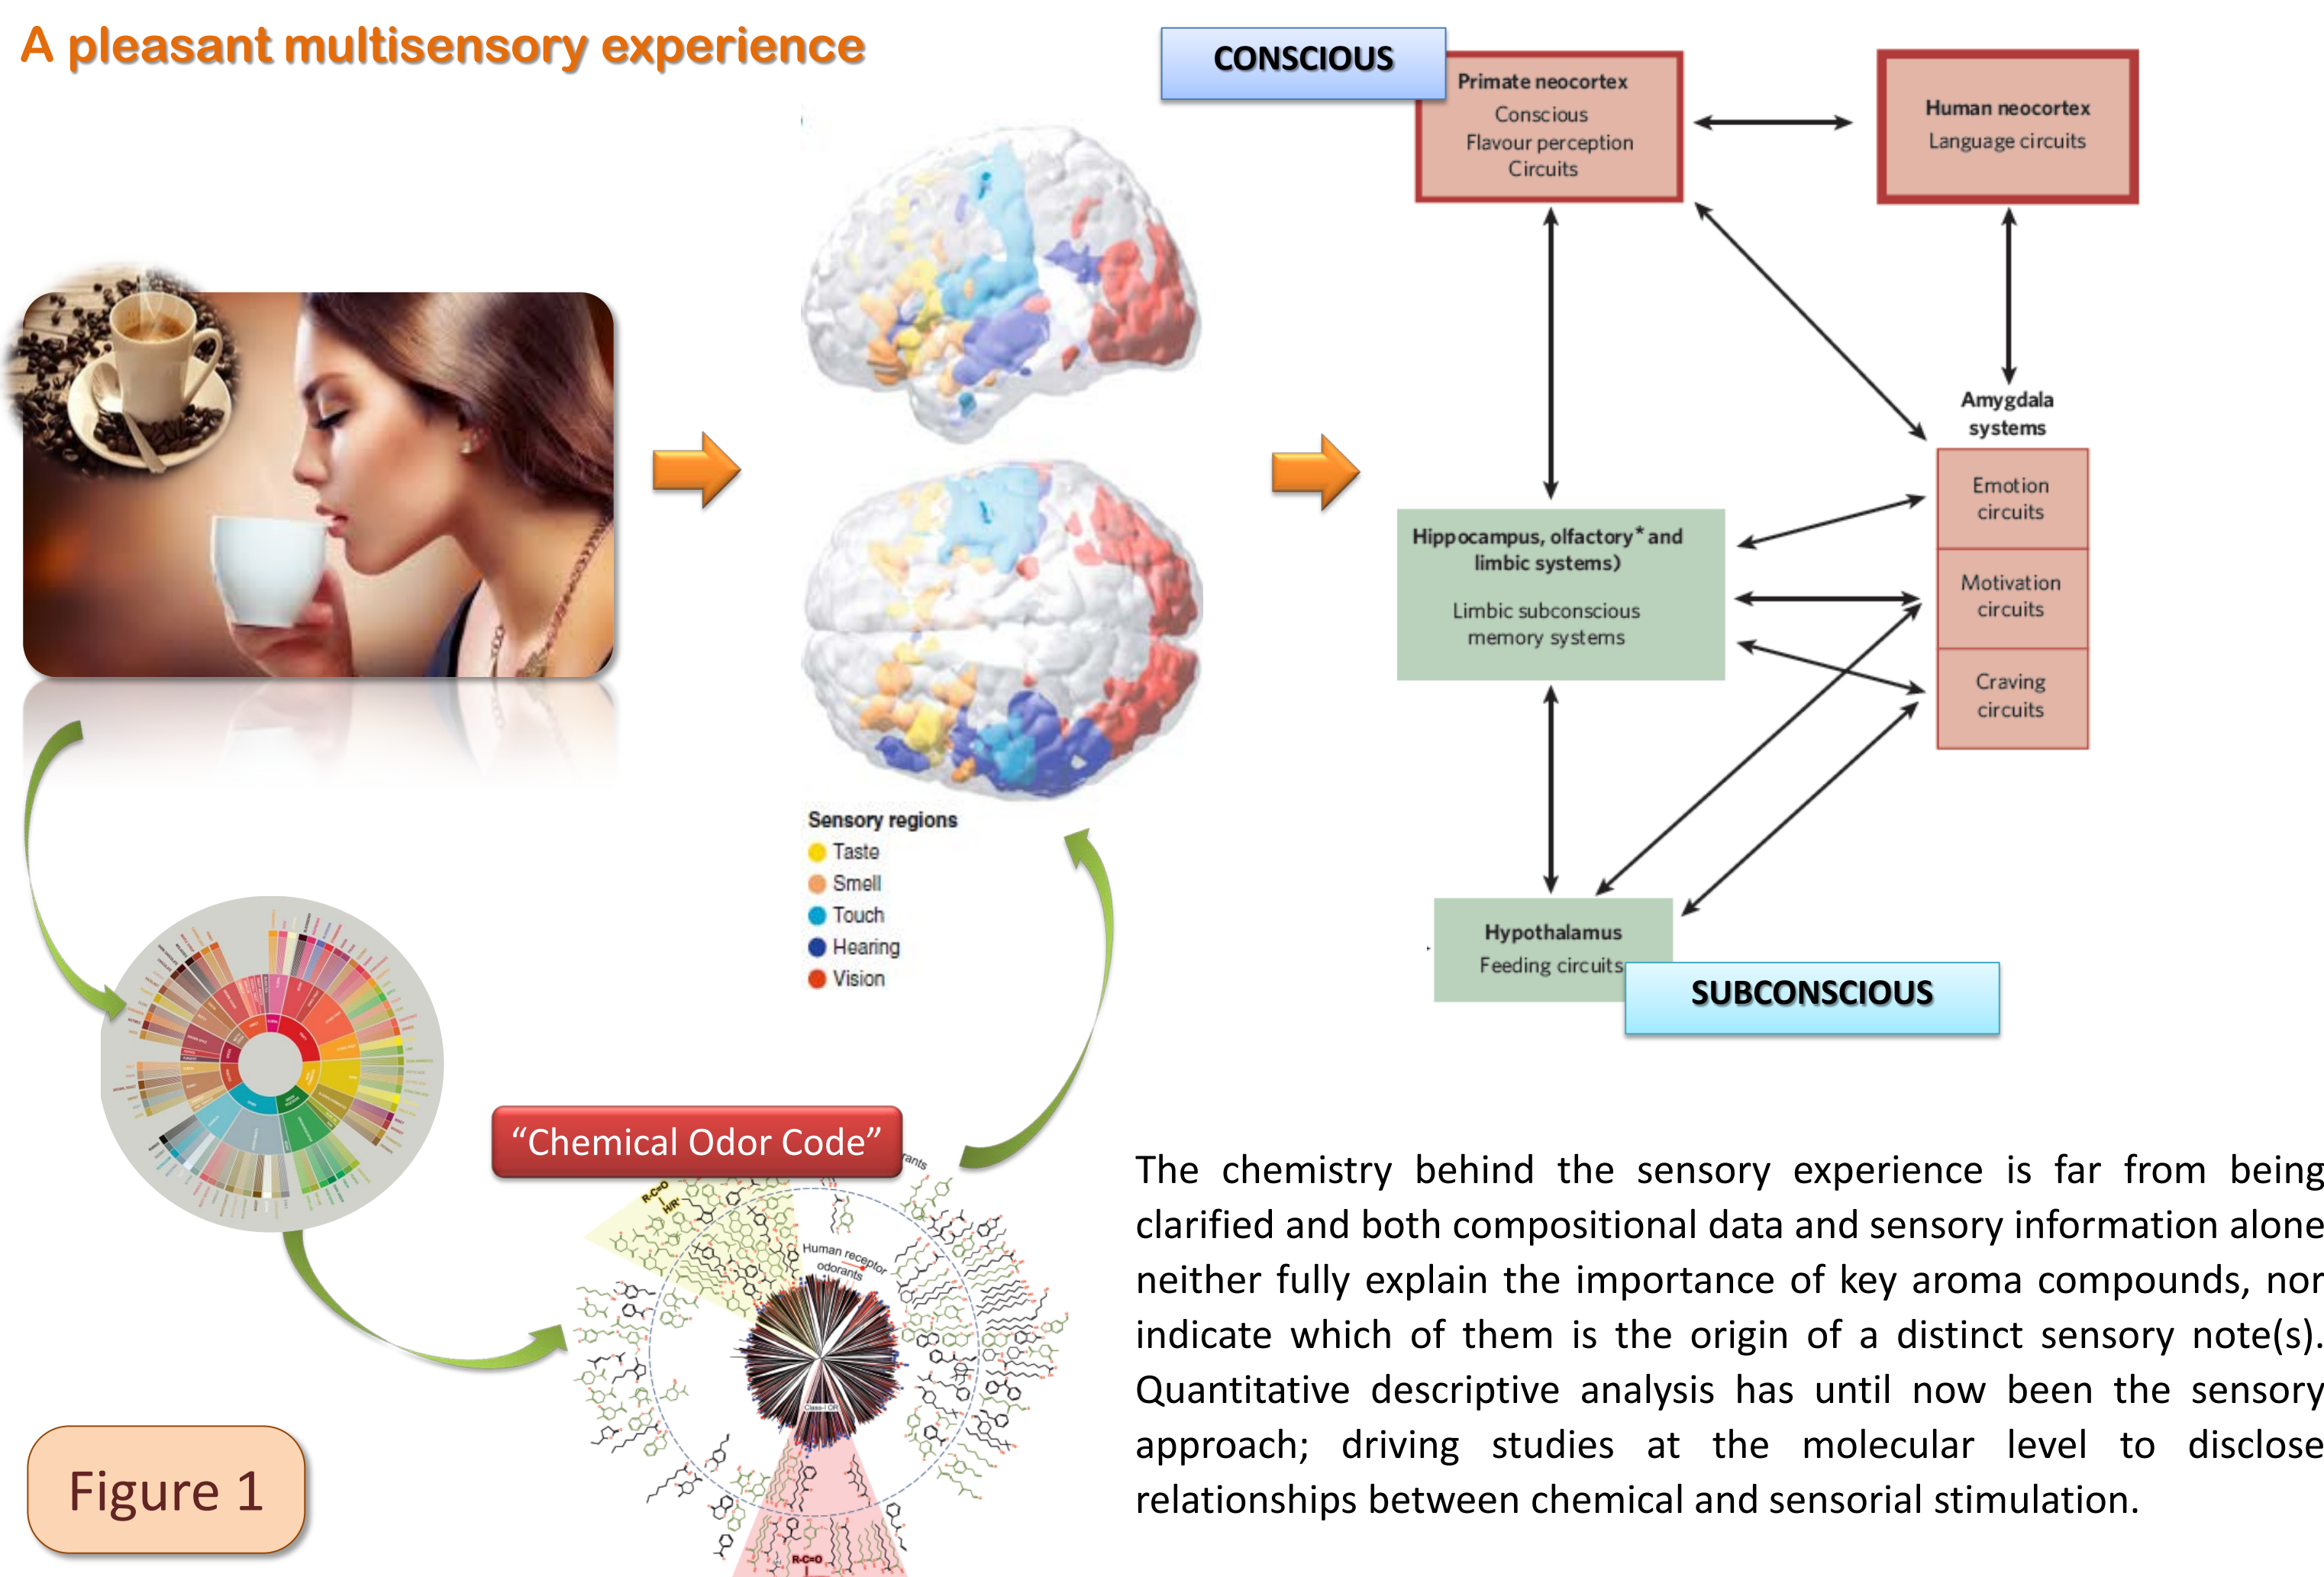 A pleasant multisensory experience
CONSCIOUS
Primate neocortex
Conscious
Flavour perception
Circuits
Human neocortex
Language circuits
Amygdala
systems
Emotion
circuits
Motivation
circuits
Craving
circuits
Hippocampus, olfactory* and
limbic systems)
Limbic subconscious
memory systems
Hypothalamus
Feeding circuits
SUBCONSCIOUS
Sensory regions
Taste
Smell
Touch
Hearing
Vision
“Chemical Odor Code”
R-C=O
H/R'
Human receptor
odorants
Class-I OR
R-C=O
Figure 1
The chemistry behind the sensory experience is far from being
clarified and both compositional data and sensory information alone
neither fully explain the importance of key aroma compounds, nor
indicate which of them is the origin of a distinct sensory note(s).
Quantitative descriptive analysis has until now been the sensory
approach; driving studies at the molecular level to disclose
relationships between chemical and sensorial stimulation.